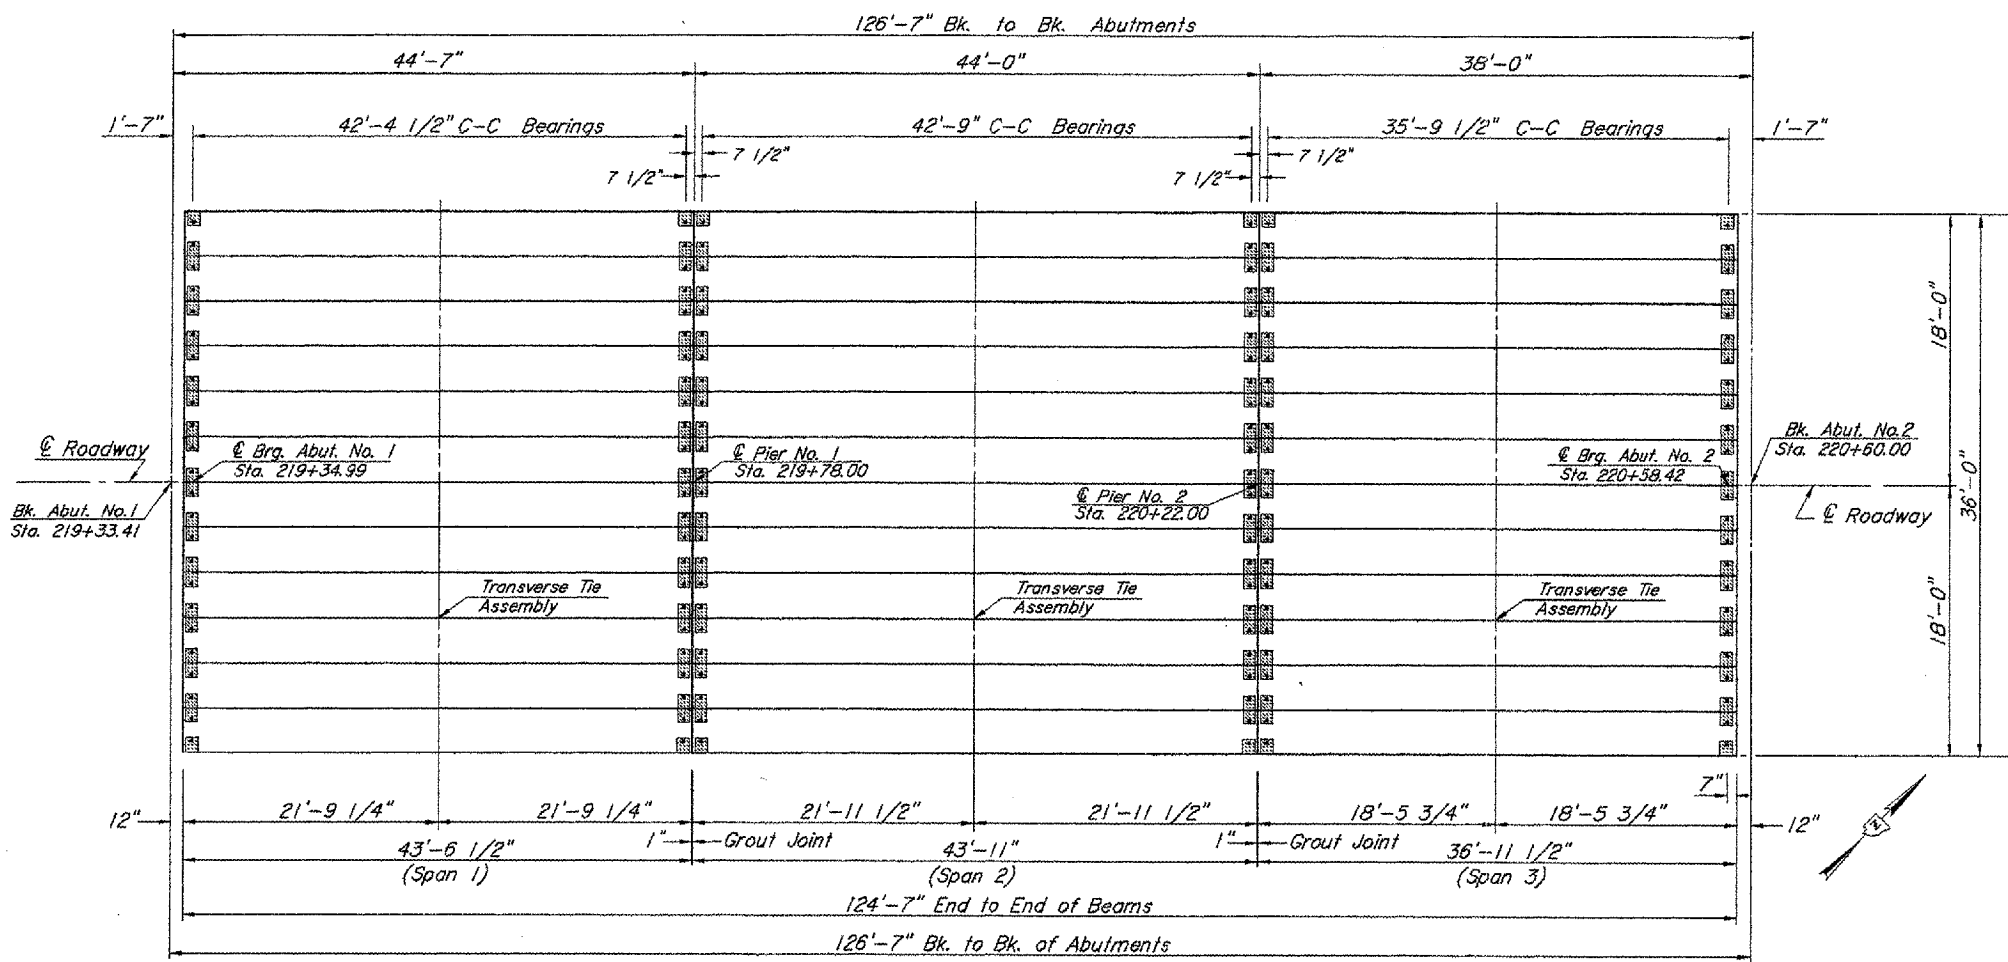 126'-7" Bk. to Bk. Abutments
44'-7"
44'-0"
38'-0"
1'-7"
42'-4 1/2" C-C Bearings
42'-9" C-C Bearings
35'-9 1/2" C-C Bearings
1'-7"
7 1/2"
7 1/2"
7 1/2"
7 1/2"
18'-0"
36'-0"
18'-0"
℄ Roadway
℄ Brg. Abut. No. 1
Sta. 219+34.99
℄ Pier No. 1
Sta. 219+78.00
℄ Pier No. 2
Sta. 220+22.00
℄ Brg. Abut. No. 2
Sta. 220+58.42
Bk. Abut. No.2
Sta. 220+60.00
Bk. Abut. No.1
Sta. 219+33.41
℄ Roadway
Transverse Tie
Assembly
Transverse Tie
Assembly
Transverse Tie
Assembly
7"
12"
21'-9 1/4"
21'-9 1/4"
21'-11 1/2"
21'-11 1/2"
18'-5 3/4"
18'-5 3/4"
12"
1"
Grout Joint
1"
Grout Joint
43'-6 1/2"
(Span 1)
43'-11"
(Span 2)
36'-11 1/2"
(Span 3)
N
124'-7" End to End of Beams
126'-7" Bk. to Bk. of Abutments